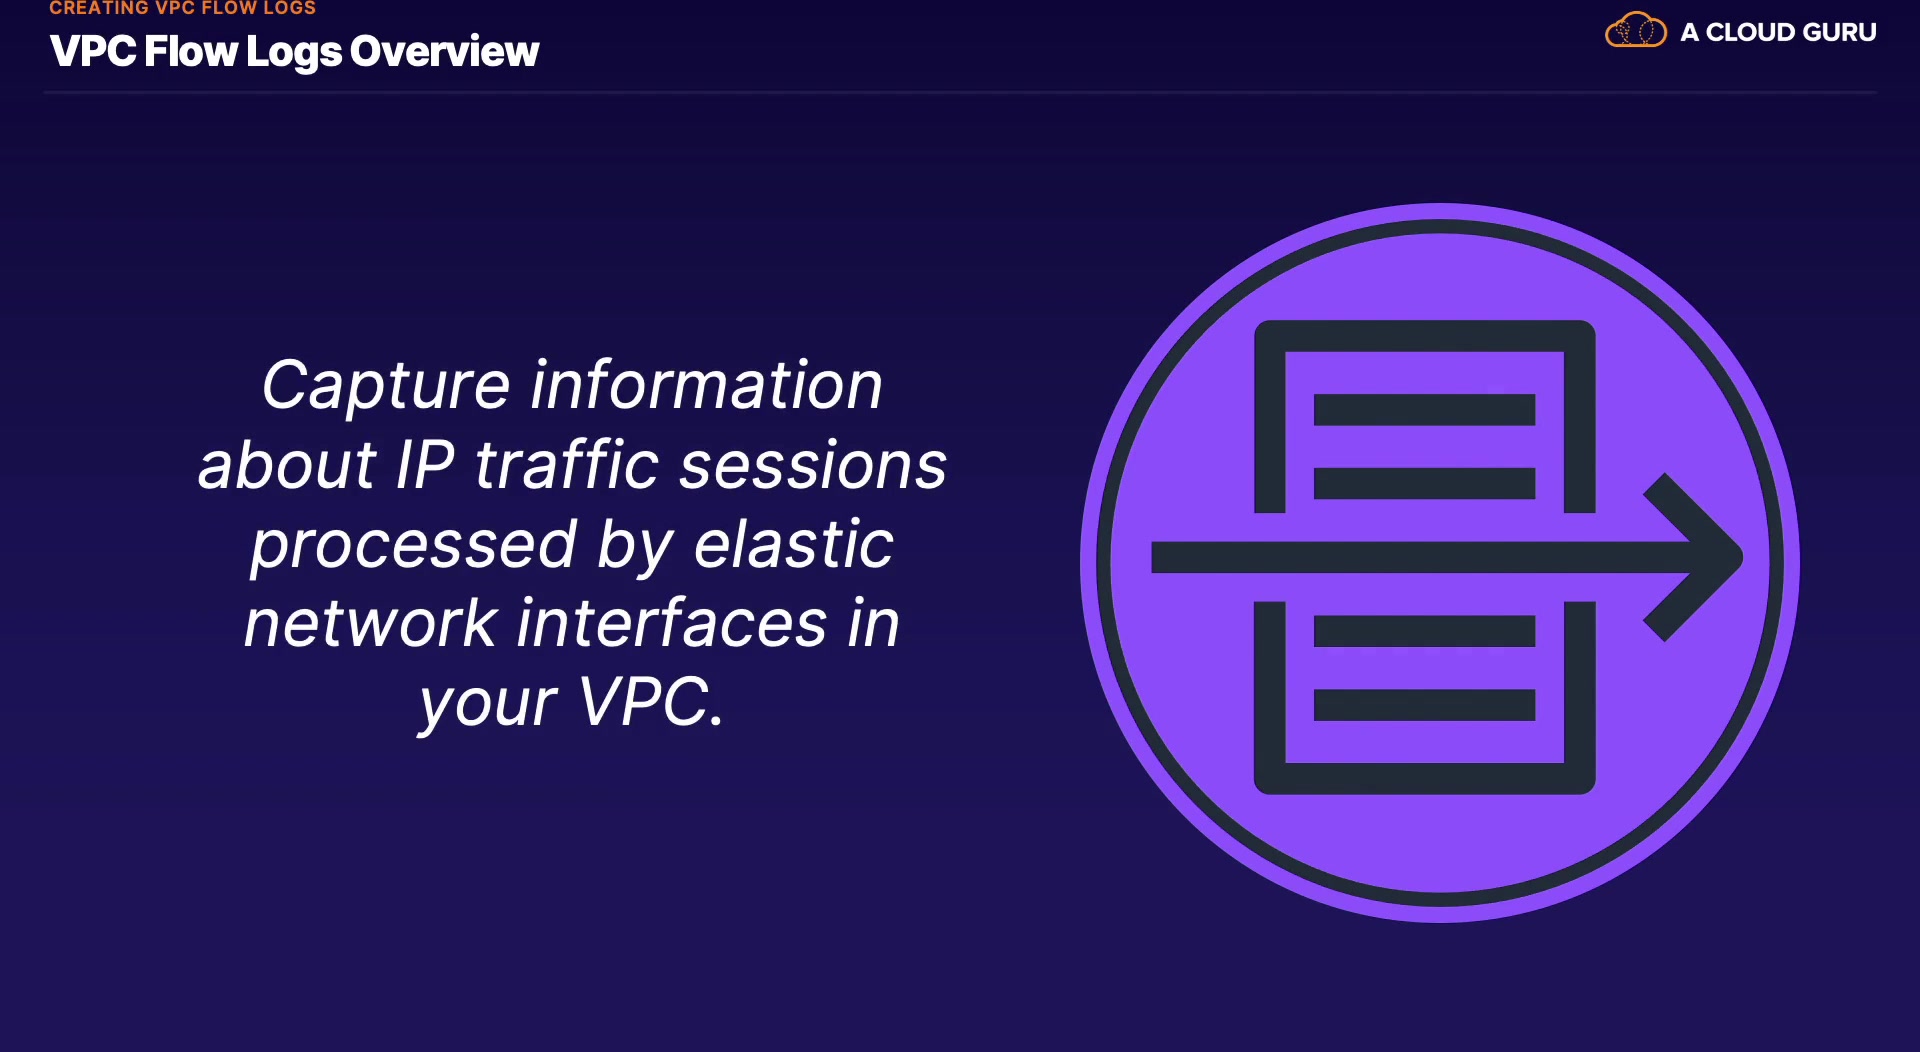 CREATING VPC FLOW LOGS
VPC Flow Logs Overview
A CLOUD GURU
Capture information
about IP traffic sessions
processed by elastic
network interfaces in
your VPC.